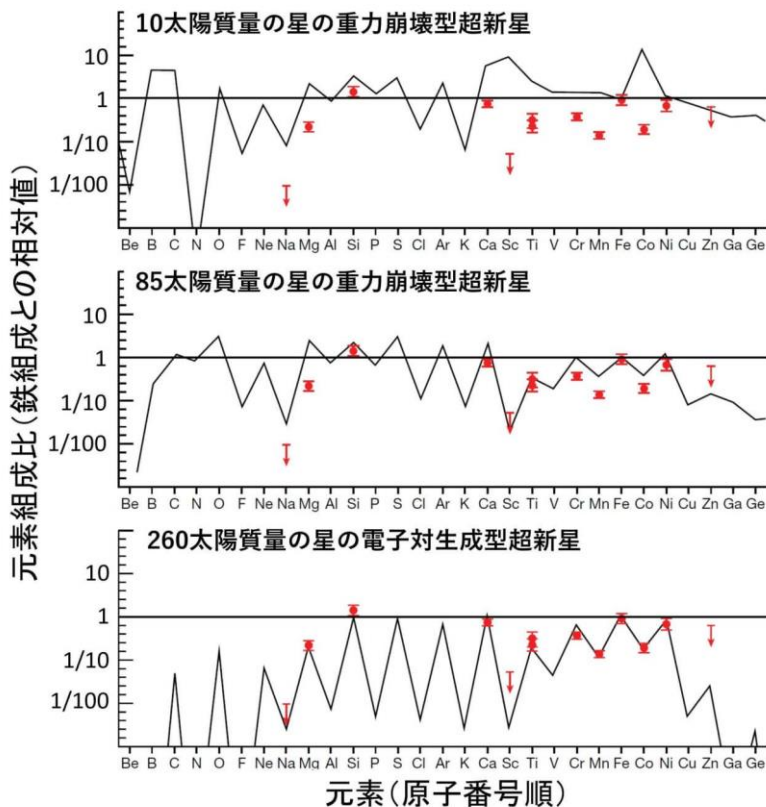 10太陽質量の星の重力崩壊型超新星
10
1
1/10
1/100
Be B C N O F Ne Na Mg Al Si P S Cl Ar K Ca Sc Ti V Cr Mn Fe Co Ni Cu Zn Ga Ge
85太陽質量の星の重力崩壊型超新星
10
1
1/10
1/100
Be B C N O F Ne Na Mg Al Si P S Cl Ar K Ca Sc Ti V Cr Mn Fe Co Ni Cu Zn Ga Ge
260太陽質量の星の電子対生成型超新星
10
1
1/10
1/100
Be B C N O F Ne Na Mg Al Si P S Cl Ar K Ca Sc Ti V Cr Mn Fe Co Ni Cu Zn Ga Ge
元素組成比(鉄組成との相対値)
元素(原子番号順)